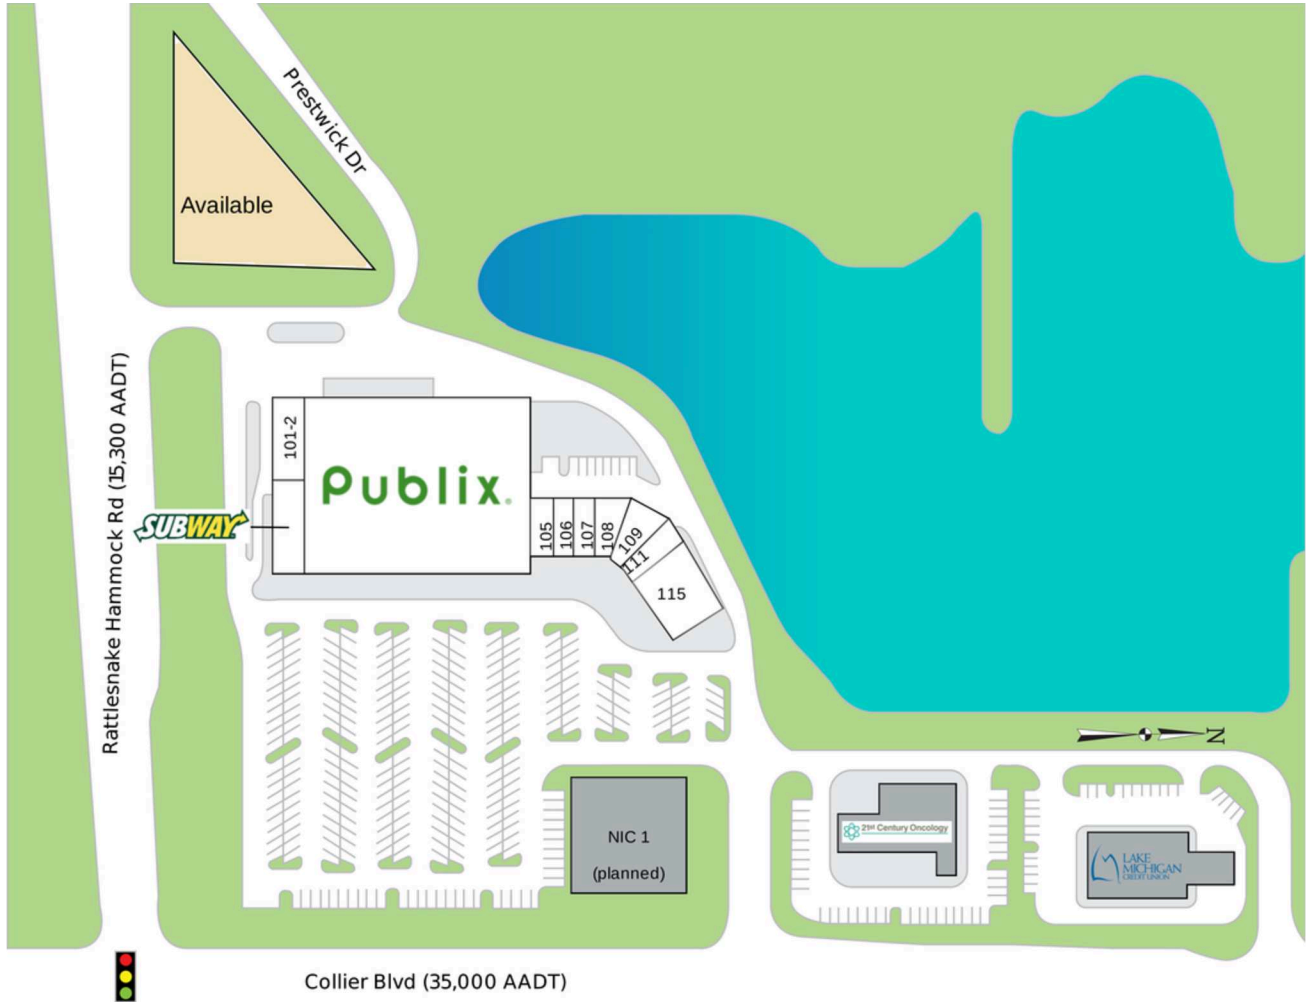 Prestwick Dr
Available
Rattlesnake Hammock Rd (15,300 AADT)
101-2
Publix.
SUBWAY
105
106
107
108
109
111
115
N
NIC 1
(planned)
21st Century Oncology
LAKE
MICHIGAN
CREDIT UNION
Collier Blvd (35,000 AADT)